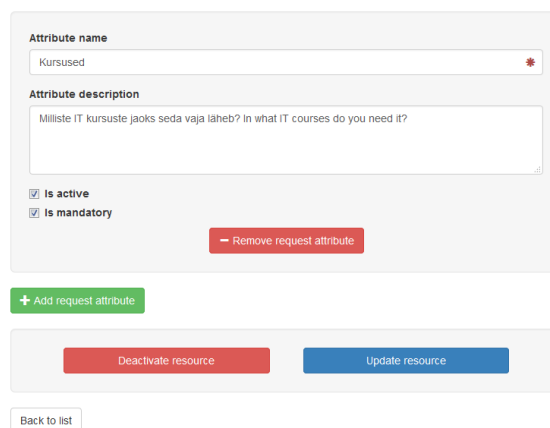 Attribute name
Kursused
Attribute description
Milliste IT kursuste jaoks seda vaja läheb? In what IT courses do you need it?
Is active
Is mandatory
Remove request attribute
Add request attribute
Deactivate resource
Update resource
Back to list